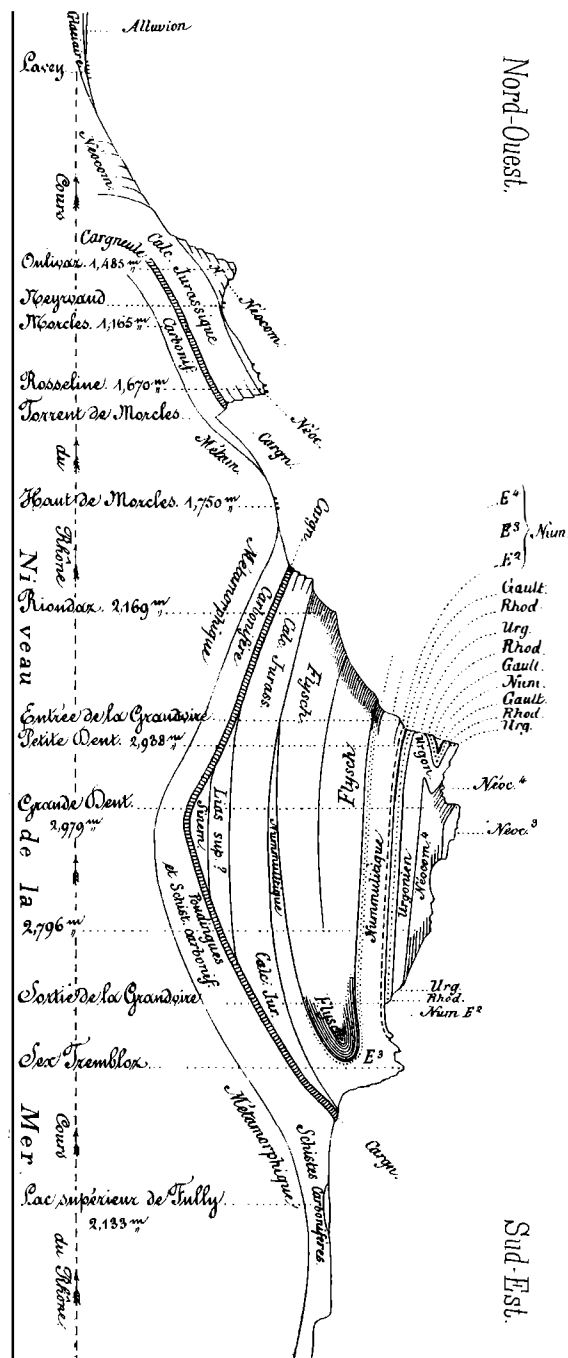 Alluvion
Glaciaire
Lavey
Nord-Ouest.
Néocom.
Cours
Cargneule
Calc. Jurassique
N.
Onlivaz 1,485 m
Néocom.
Neyvaud
Morcles. 1,165 m
Carbonif.
Rosseline 1,670 m
Torrent de Morcles
Néoc.
Cargn.
du
Métam.
Haut de Morcles. 1,750 m
Cargn.
E⁴
E³
E²
Num
Rhône
Niveau de la Mer
Métamorphique
Carbonifère
Calc. Jurass.
Riondaz 2,169 m
Flysch
Gault.
Rhod.
Urg.
Rhod.
Gault.
Num.
Gault.
Rhod.
Urg.
Entrée de la Grandvire
Petite Dent. 2,938 m
Flysch
Urgon.
Néoc.⁴
Grande Dent.
2,979 m
Lias sup. ?
Sinem.
Nummulitique
Nummulitique
Urgonien
Néocom⁴
Néoc.³
Poudingues
et Schist. carbonif
2,796 m
Calc. Jur.
Urg.
Rhod.
Num E²
Sortie de la Grandvire
Flysch
E³
Sex Trembloz
Cours
Métamorphique
Schistes Carbonifères.
Cargn.
Lac supérieur de Fully
2,133 m
du Rhône
Sud-Est.